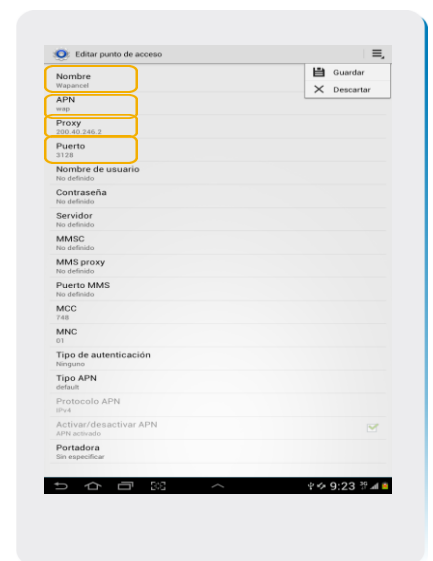 Editar punto de acceso
Guardar
Descartar
Nombre
Wapancel
APN
wap
Proxy
200.40.246.2
Puerto
3128
Nombre de usuario
No definido
Contraseña
No definido
Servidor
No definido
MMSC
No definido
MMS proxy
No definido
Puerto MMS
No definido
MCC
748
MNC
01
Tipo de autenticación
Ninguno
Tipo APN
default
Protocolo APN
IPv4
Activar/desactivar APN
APN activado
Portadora
Sin especificar
9:23 3G